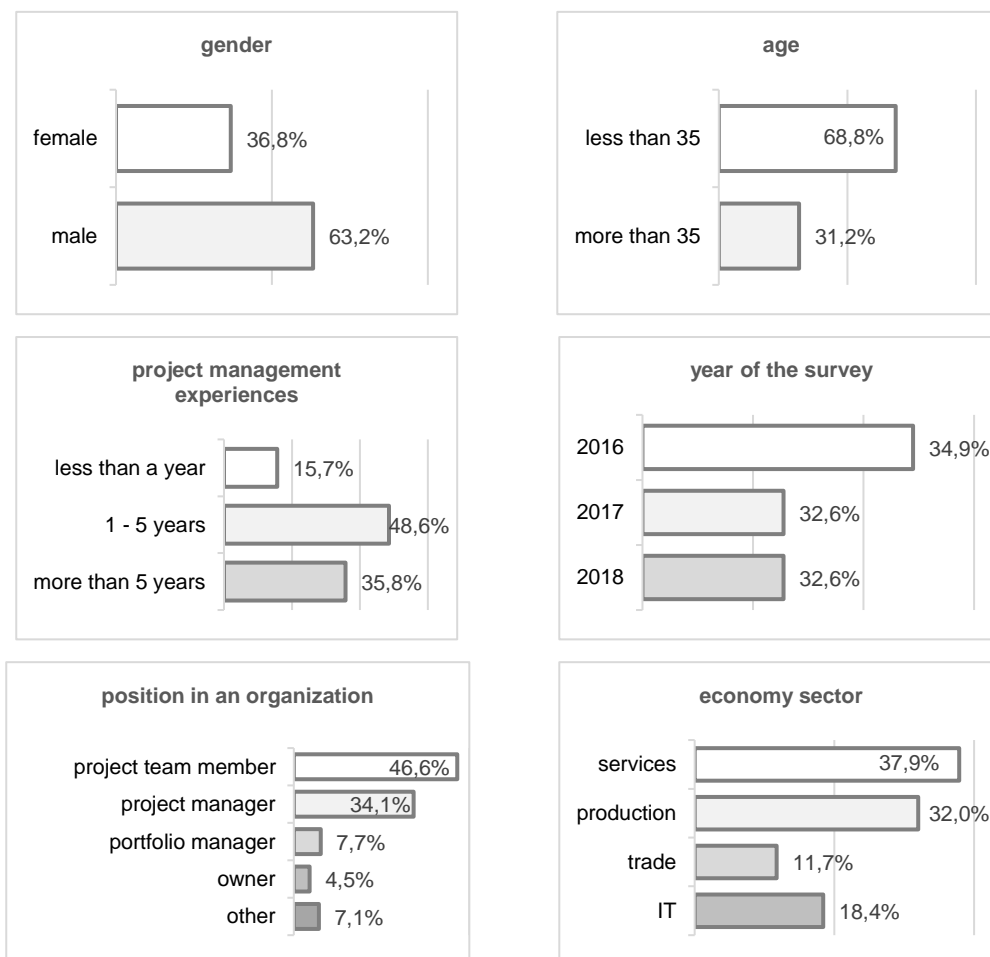 gender
female 36,8%
male 63,2%
age
less than 35 68,8%
more than 35 31,2%
project management
experiences
less than a year 15,7%
1 - 5 years 48,6%
more than 5 years 35,8%
year of the survey
2016 34,9%
2017 32,6%
2018 32,6%
position in an organization
project team member 46,6%
project manager 34,1%
portfolio manager 7,7%
owner 4,5%
other 7,1%
economy sector
services 37,9%
production 32,0%
trade 11,7%
IT 18,4%